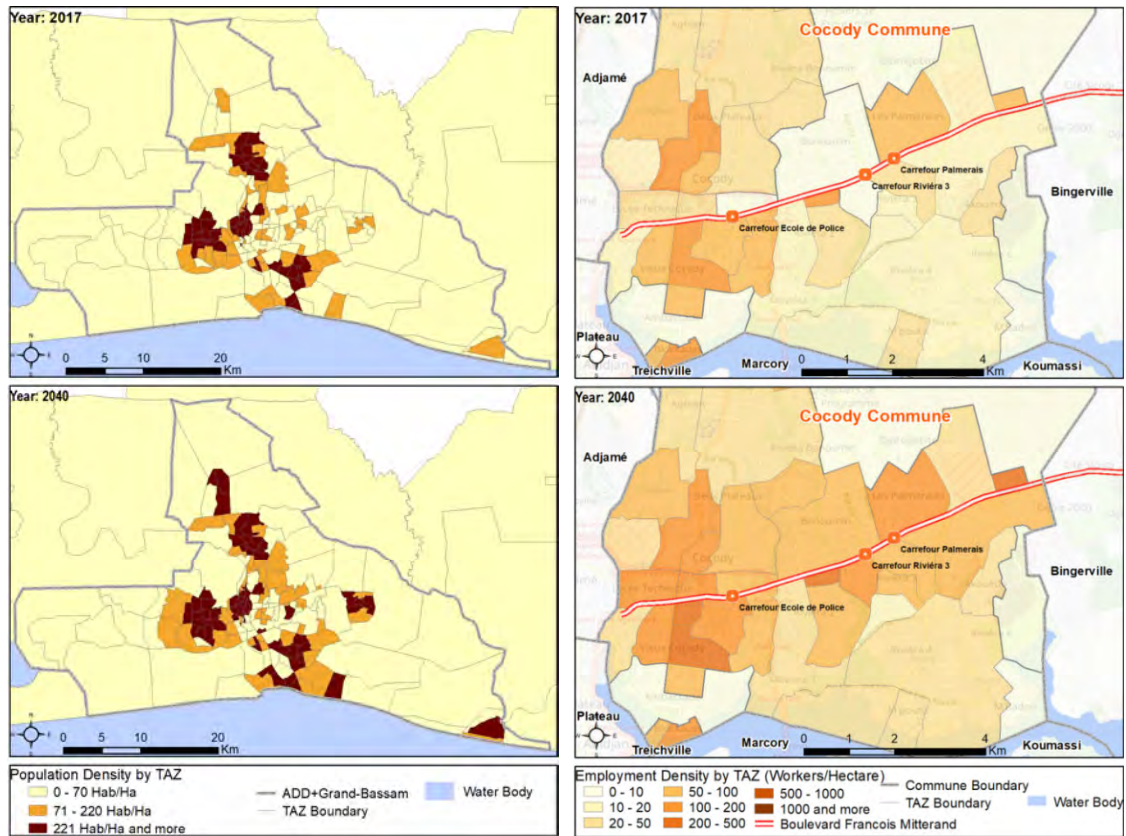 Year: 2017
0 5 10 20
Km
Year: 2017
Cocody Commune
Adjamé
Carrefour Palmerais
Carrefour Riviéra 3
Bingerville
Carrefour Ecole de Police
Cocody
Plateau
Treichville
Marcory
0 1 2 4
Km
Koumassi
Year: 2040
0 5 10 20
Km
Year: 2040
Cocody Commune
Adjamé
Cocody
Carrefour Palmerais
Carrefour Riviéra 3
Bingerville
Carrefour Ecole de Police
Plateau
Treichville
Marcory
0 1 2 4
Km
Koumassi
Population Density by TAZ
0 - 70 Hab/Ha
71 - 220 Hab/Ha
221 Hab/Ha and more
ADD+Grand-Bassam
TAZ Boundary
Water Body
Employment Density by TAZ (Workers/Hectare)
0 - 10
10 - 20
20 - 50
50 - 100
100 - 200
200 - 500
500 - 1000
1000 and more
Commune Boundary
TAZ Boundary
Water Body
Boulevard Francois Mitterand